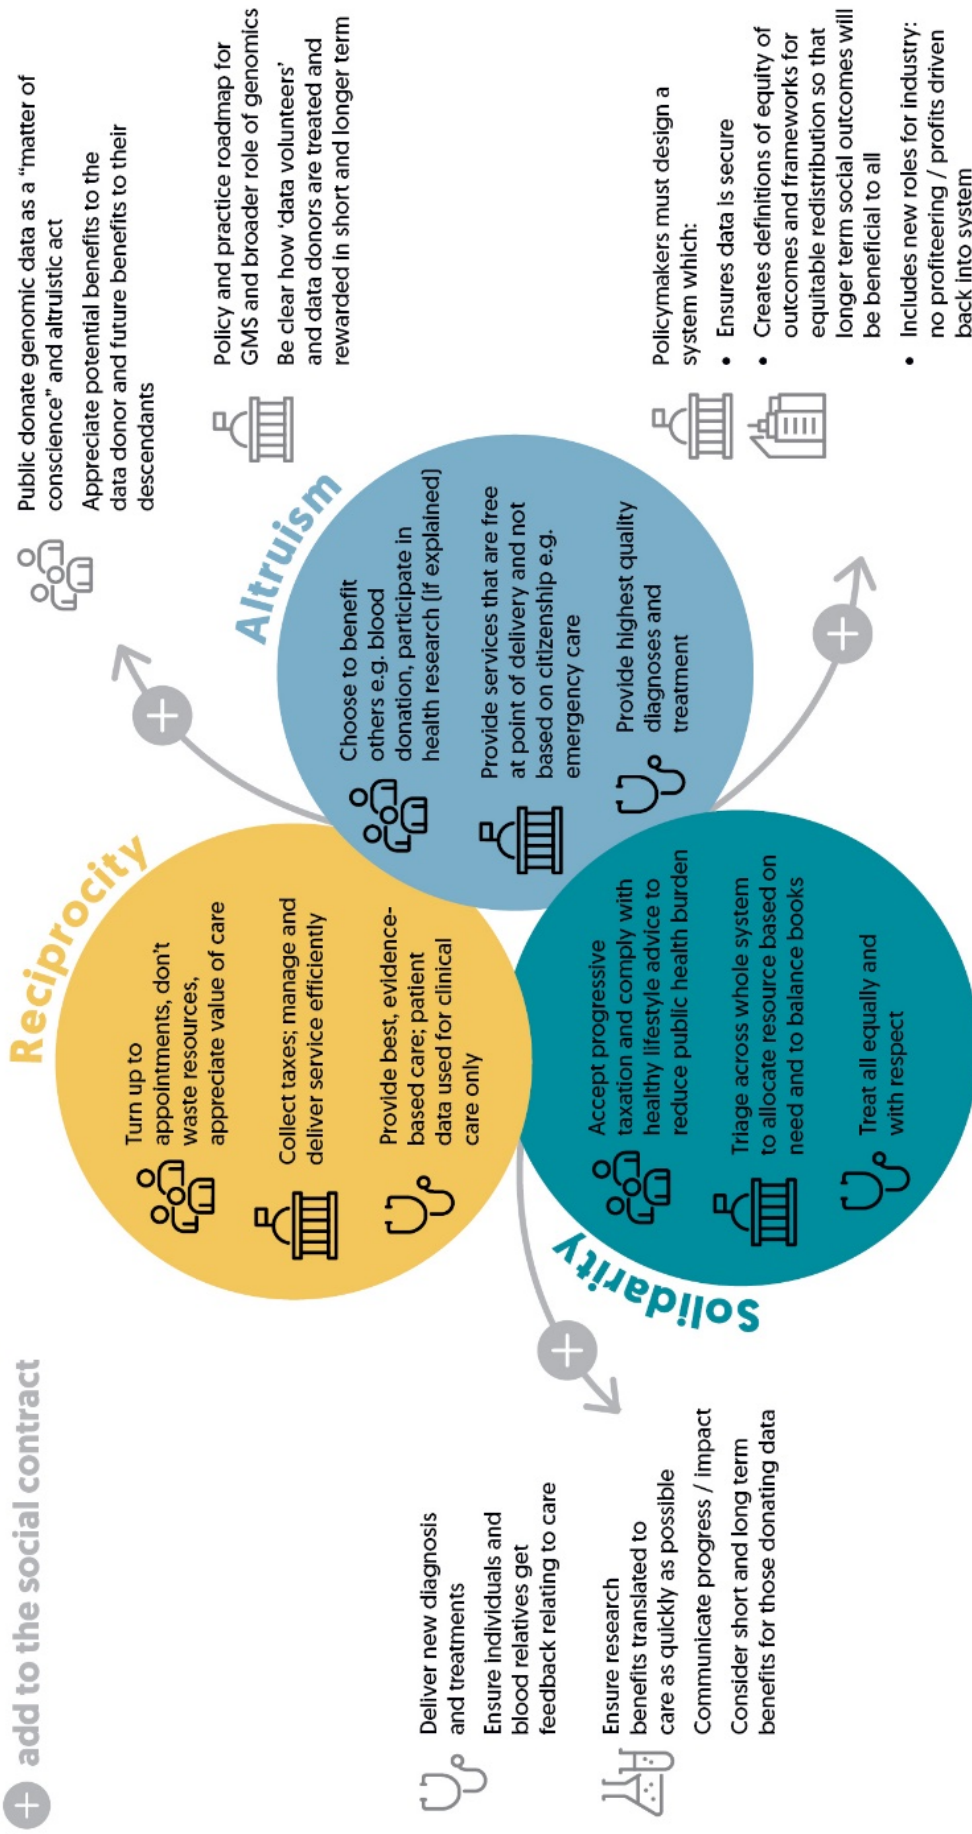 add to the social contract
Reciprocity
Turn up to
appointments, don't
waste resources,
appreciate value of care
Collect taxes; manage and
deliver service efficiently
Provide best, evidence-
based care; patient
data used for clinical
care only
Altruism
Choose to benefit
others e.g. blood
donation, participate in
health research (If explained)
Provide services that are free
at point of delivery and not
based on citizenship e.g.
emergency care
Provide highest quality
diagnoses and
treatment
Solidarity
Accept progressive
taxation and comply with
healthy lifestyle advice to
reduce public health burden
Triage across whole system
to allocate resource based on
need and to balance books
Treat all equally and
with respect
Public donate genomic data as a "matter of
conscience" and altruistic act
Appreciate potential benefits to the
data donor and future benefits to their
descendants
Policy and practice roadmap for
GMS and broader role of genomics
Be clear how 'data volunteers'
and data donors are treated and
rewarded in short and longer term
Deliver new diagnosis
and treatments
Ensure individuals and
blood relatives get
feedback relating to care
Ensure research
benefits translated to
care as quickly as possible
Communicate progress / impact
Consider short and long term
benefits for those donating data
Policymakers must design a
system which:
• Ensures data is secure
• Creates definitions of equity of
outcomes and frameworks for
equitable redistribution so that
longer term social outcomes will
be beneficial to all
• Includes new roles for industry:
no profiteering / profits driven
back into system